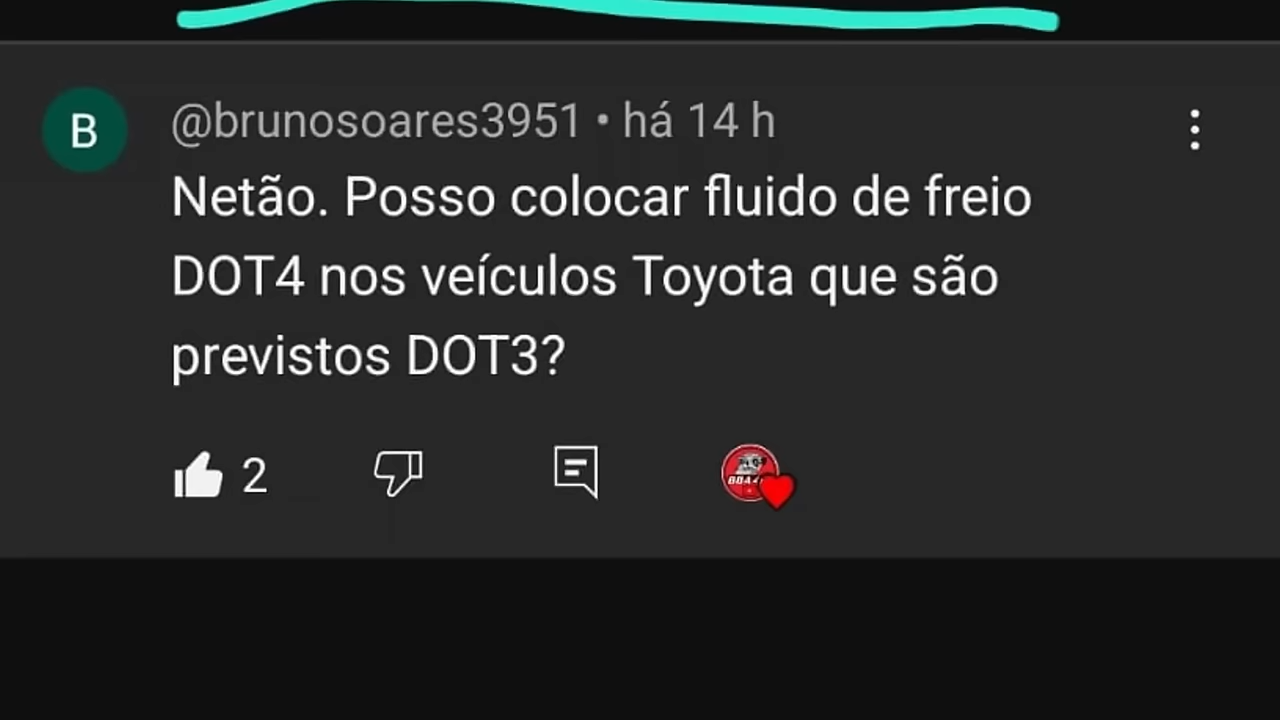 B
@brunosoares3951 • há 14 h
Netão. Posso colocar fluido de freio
DOT4 nos veículos Toyota que são
previstos DOT3?
2